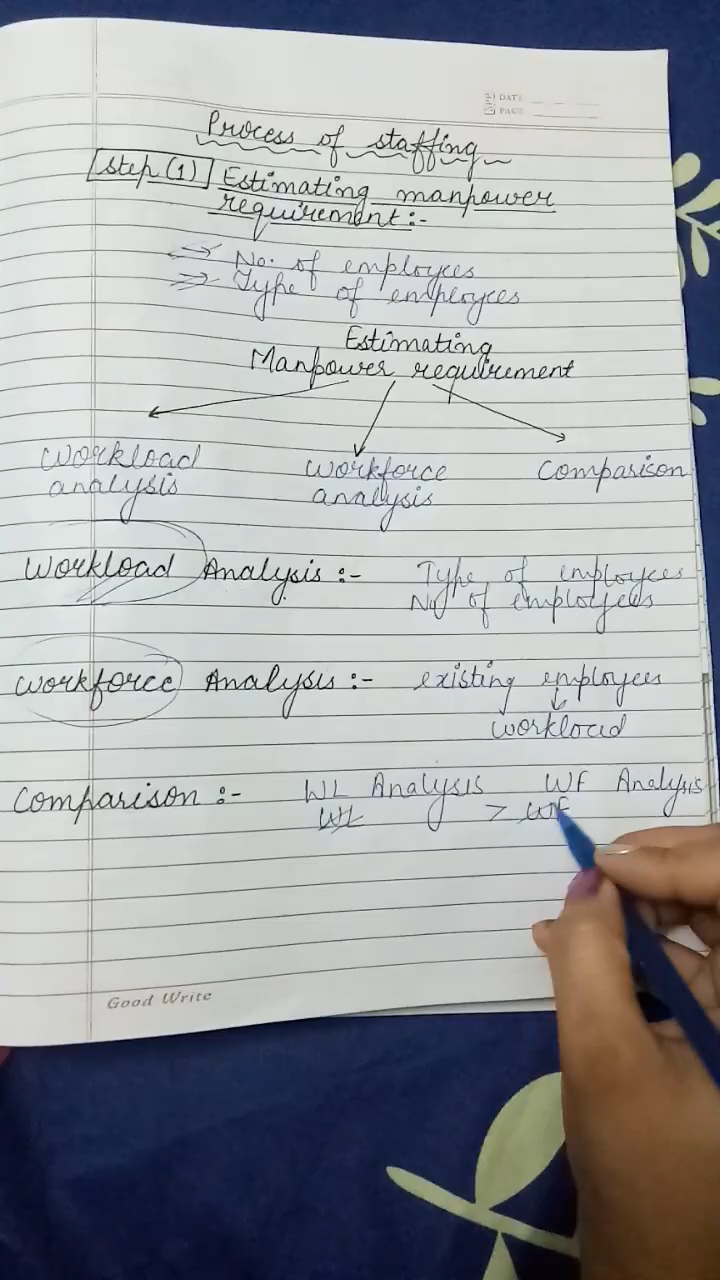 DATE
PAGE
Process of staffing
Step (1) Estimating manpower
requirement:-
⇒ No. of employees
⇒ Type of employees
Estimating
Manpower requirement
Workload
analysis
Workforce
analysis
Comparison
Workload Analysis :- Type of employees
No of employees
Workforce Analysis :- existing employees
↓
workload
Comparison :- WL Analysis WF Analysis
WL > WF
Good Write